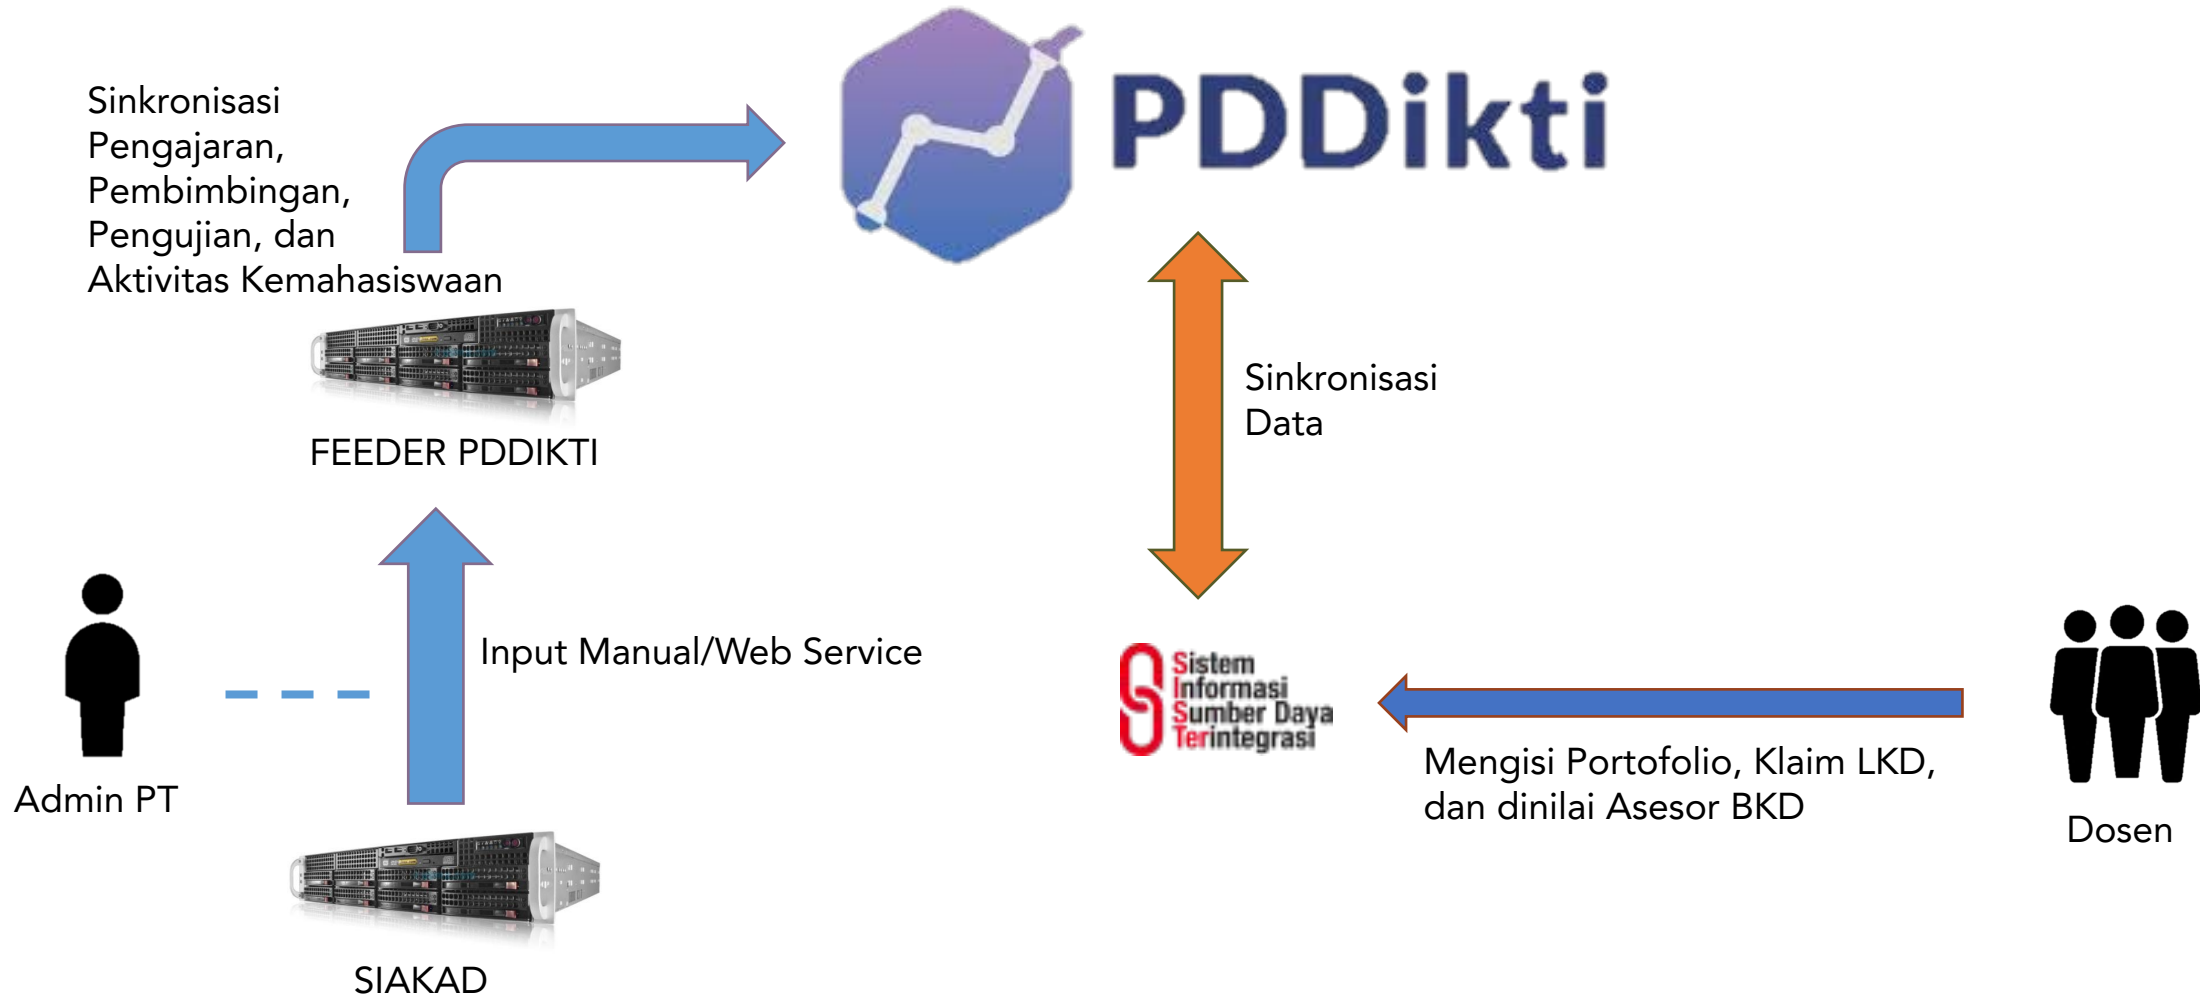 PDDikti
Sinkronisasi
Pengajaran,
Pembimbingan,
Pengujian, dan
Aktivitas Kemahasiswaan
FEEDER PDDIKTI
Sinkronisasi
Data
Input Manual/Web Service
Admin PT
SIAKAD
Sistem
Informasi
Sumber Daya
Terintegrasi
Mengisi Portofolio, Klaim LKD,
dan dinilai Asesor BKD
Dosen